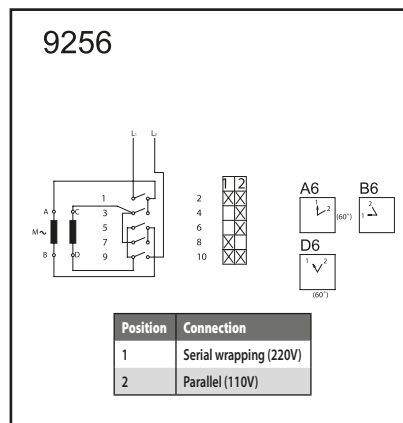 9256
L₁ L₂
1 2
A C
M~
B D
1 2
3 4
5 6
7 8
9 10
A6
1 2
(60˚)
B6
2
1
D6
1 2
(60˚)
Position Connection
1 Serial wrapping (220V)
2 Parallel (110V)